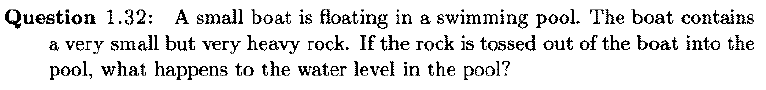 Question 1.32: A small boat is floating in a swimming pool. The boat contains
a very small but very heavy rock. If the rock is tossed out of the boat into the
pool, what happens to the water level in the pool?